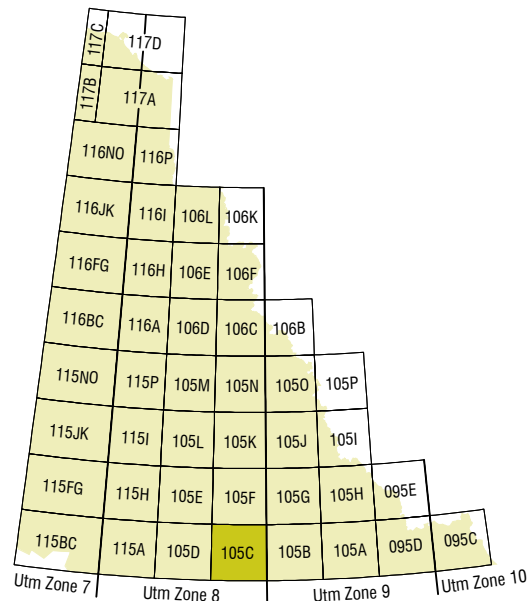 117C 117D
117B 117A
116NO 116P
116JK 116I 106L 106K
116FG 116H 106E 106F
116BC 116A 106D 106C 106B
115NO 115P 105M 105N 105O 105P
115JK 115I 105L 105K 105J 105I
115FG 115H 105E 105F 105G 105H 095E
115BC 115A 105D 105C 105B 105A 095D 095C
Utm Zone 7 Utm Zone 8 Utm Zone 9 Utm Zone 10